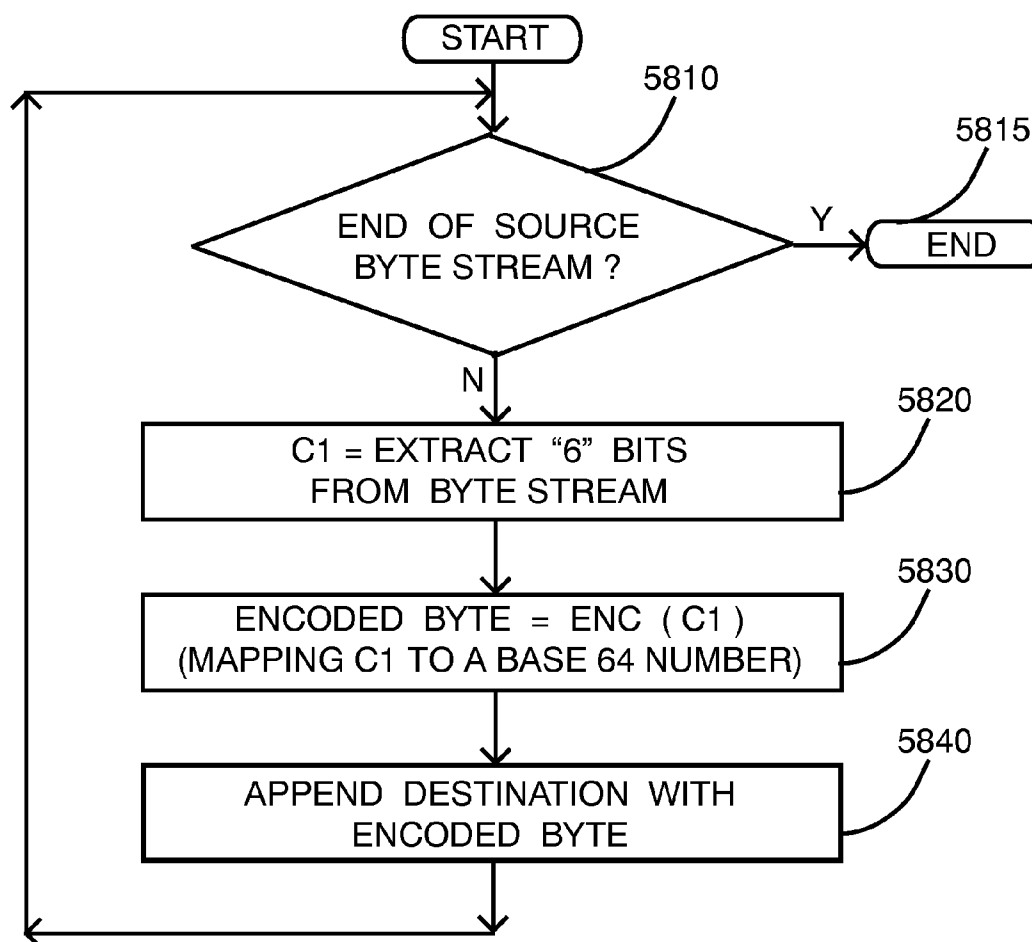 START
5810
5815
END OF SOURCE
BYTE STREAM ?
Y
END
N
5820
C1 = EXTRACT “6” BITS
FROM BYTE STREAM
5830
ENCODED BYTE = ENC ( C1 )
(MAPPING C1 TO A BASE 64 NUMBER)
5840
APPEND DESTINATION WITH
ENCODED BYTE